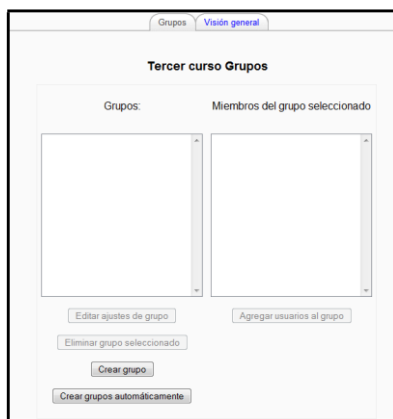 Grupos Visión general
Tercer curso Grupos
Grupos: Miembros del grupo seleccionado
Editar ajustes de grupo Agregar usuarios al grupo
Eliminar grupo seleccionado
Crear grupo
Crear grupos automáticamente